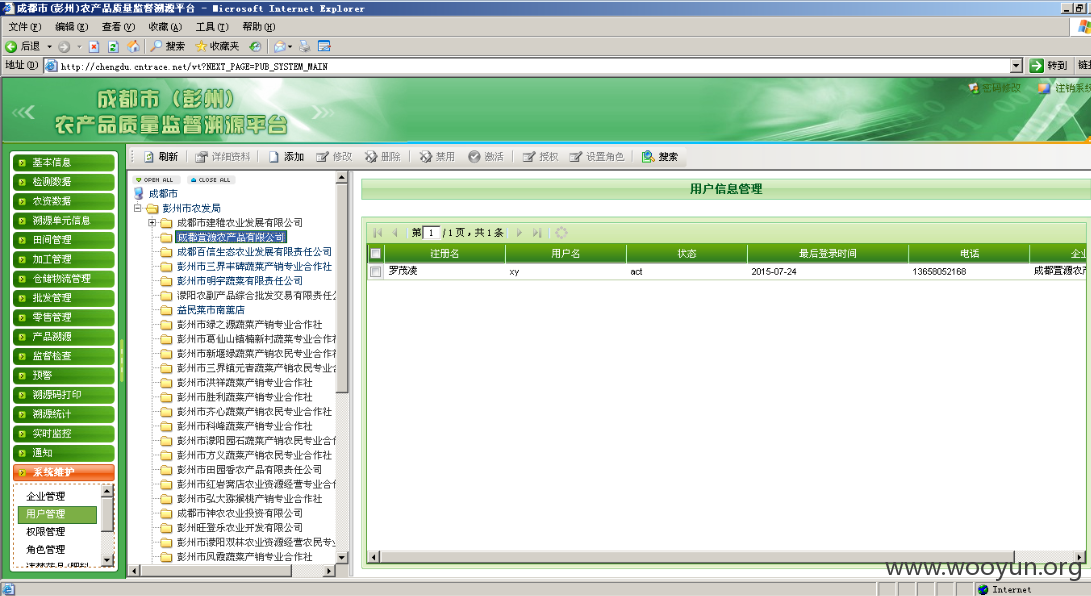 成都市(彭州)农产品质量监督溯源平台 - Microsoft Internet Explorer
文件(F) 编辑(E) 查看(V) 收藏(A) 工具(T) 帮助(H)
后退 搜索 收藏夹
地址(D) http://chengdu.cntrace.net/vt?NEXT_PAGE=PUB_SYSTEM_MAIN 转到 链接
成都市（彭州）
农产品质量监督溯源平台
密码修改 注销系统
刷新 详细资料 添加 修改 删除 禁用 激活 授权 设置角色 搜索
基本信息
检测数据
农资数据
溯源单元信息
田间管理
加工管理
仓储物流管理
批发管理
零售管理
产品溯源
监督检查
预警
溯源码打印
溯源统计
实时监控
通知
系统维护
企业管理
用户管理
权限管理
角色管理
OPEN ALL CLOSE ALL
成都市
彭州市农发局
成都市建稚农业发展有限公司
成都萱源农产品有限公司
成都百信生态农业发展有限责任公司
彭州市三界丰碑蔬菜产销专业合作社
彭州市明宇蔬菜有限责任公司
濛阳农副产品综合批发交易有限责任公
益民菜市南薰店
彭州市绿之源蔬菜产销专业合作社
彭州市葛仙山镇楠新村蔬菜专业合作社
彭州市新堰绿蔬菜产销农民专业合作社
彭州市三界镇元青蔬菜产销农民专业合
彭州市洪祥蔬菜产销专业合作社
彭州市胜利蔬菜产销专业合作社
彭州市齐心蔬菜产销农民专业合作社
彭州市科峰蔬菜产销专业合作社
彭州市濛阳园石蔬菜产销农民专业合作
彭州市方义蔬菜产销农民专业合作社
彭州市田园香农产品有限责任公司
彭州市红岩窝店农业资源经营专业合作
彭州市弘大猕猴桃产销专业合作社
成都市神农农业投资有限公司
彭州旺登乐农业开发有限公司
彭州市濛阳双林农业资源经营农民专业
彭州市凤霞蔬菜产销专业合作社
用户信息管理
第 1 / 1 页，共 1 条
注册名 用户名 状态 最后登录时间 电话 企业
罗茂凌 xy act 2015-07-24 13658052168 成都萱源农产
www.wooyun.org
Internet